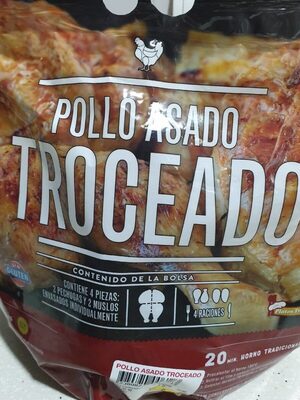 POLLO ASADO
TROCEADO
GLUTEN
CONTENIDO DE LA BOLSA
CONTIENE 4 PIEZAS:
2 PECHUGAS Y 2 MUSLOS
ENVASADOS INDIVIDUALMENTE
4 RACIONES
20 MIN. HORNO TRADICIONAL
POLLO ASADO TROCEADO